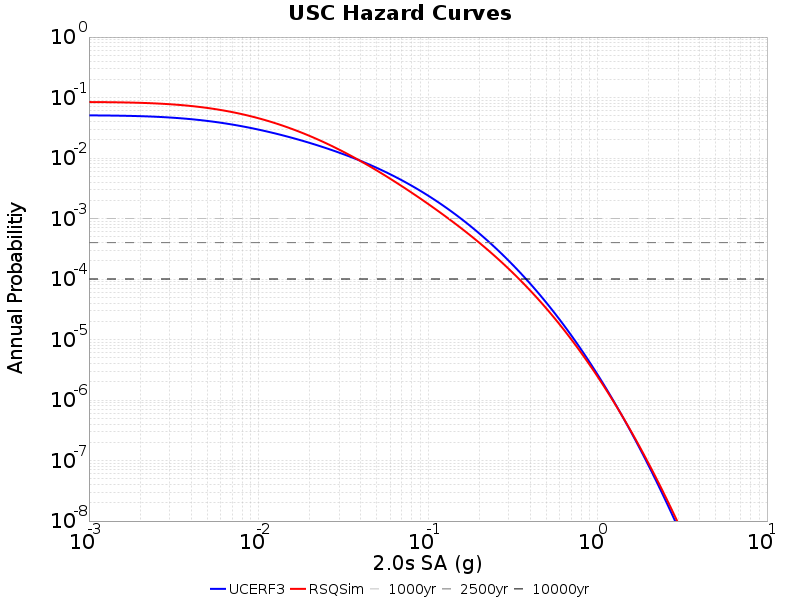 USC Hazard Curves
10^0
10^-1
10^-2
10^-3
10^-4
10^-5
10^-6
10^-7
10^-8
Annual Probabilitiy
10^-3 10^-2 10^-1 10^0 10^1
2.0s SA (g)
UCERF3 RSQSim 1000yr 2500yr 10000yr